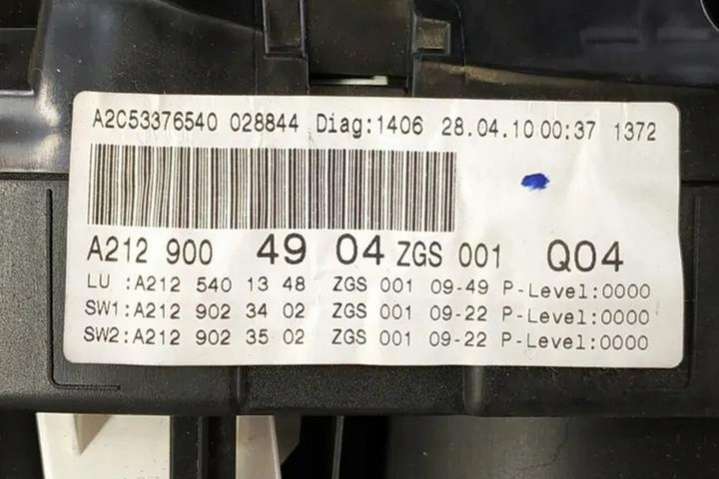 A2C53376540 028844 Diag:1406 28.04.10 00:37 1372
A212 900 49 04 ZGS 001 Q04
LU :A212 540 13 48 ZGS 001 09-49 P-Level:0000
SW1:A212 902 34 02 ZGS 001 09-22 P-Level:0000
SW2:A212 902 35 02 ZGS 001 09-22 P-Level:0000